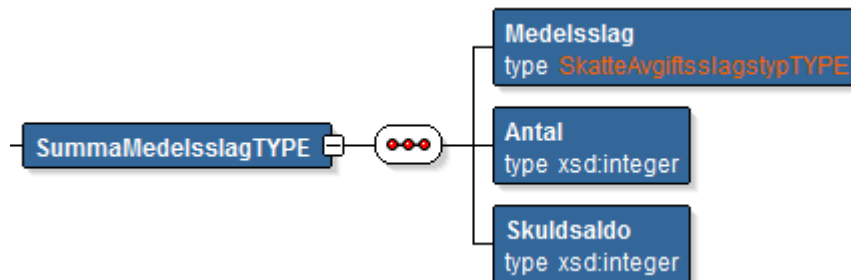 Medelsslag
type SkatteAvgiftsslagstypTYPE
SummaMedelsslagTYPE
Antal
type xsd:integer
Skuldsaldo
type xsd:integer